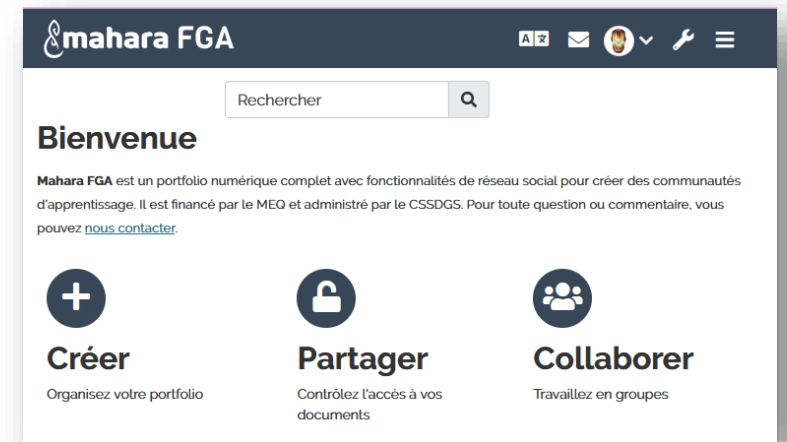 mahara FGA
Rechercher
Bienvenue
Mahara FGA est un portfolio numérique complet avec fonctionnalités de réseau social pour créer des communautés
d'apprentissage. Il est financé par le MEQ et administré par le CSSDGS. Pour toute question ou commentaire, vous
pouvez nous contacter.
Créer
Partager
Collaborer
Organisez votre portfolio
Contrôlez l'accès à vos
documents
Travaillez en groupes